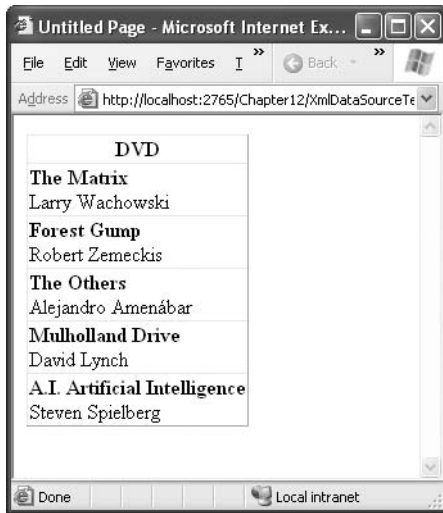 Untitled Page - Microsoft Internet Ex...
File Edit View Favorites T » Back »
Address http://localhost:2765/Chapter12/XmlDataSourceTe
DVD
The Matrix
Larry Wachowski
Forest Gump
Robert Zemeckis
The Others
Alejandro Amenábar
Mulholland Drive
David Lynch
A.I. Artificial Intelligence
Steven Spielberg
Done Local intranet